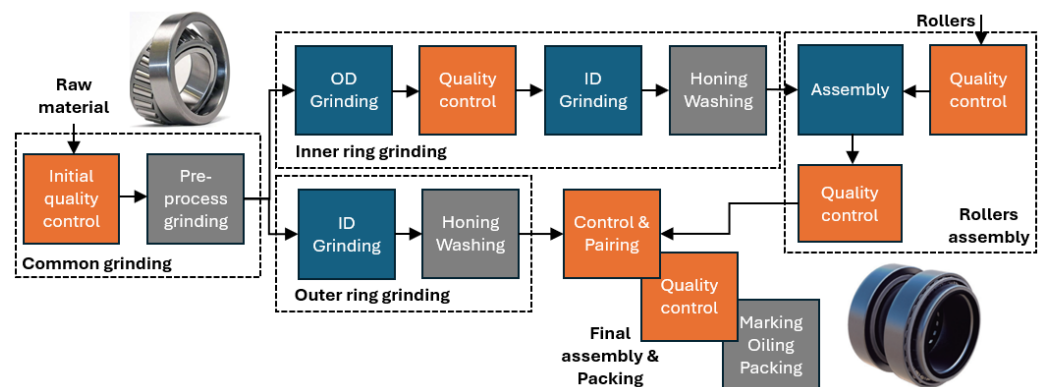 Raw
material
Initial
quality
control
Pre-
process
grinding
Common grinding
OD
Grinding
Quality
control
ID
Grinding
Honing
Washing
Inner ring grinding
ID
Grinding
Honing
Washing
Outer ring grinding
Rollers
Assembly
Quality
control
Quality
control
Rollers
assembly
Control &
Pairing
Quality
control
Marking
Oiling
Packing
Final
assembly &
Packing